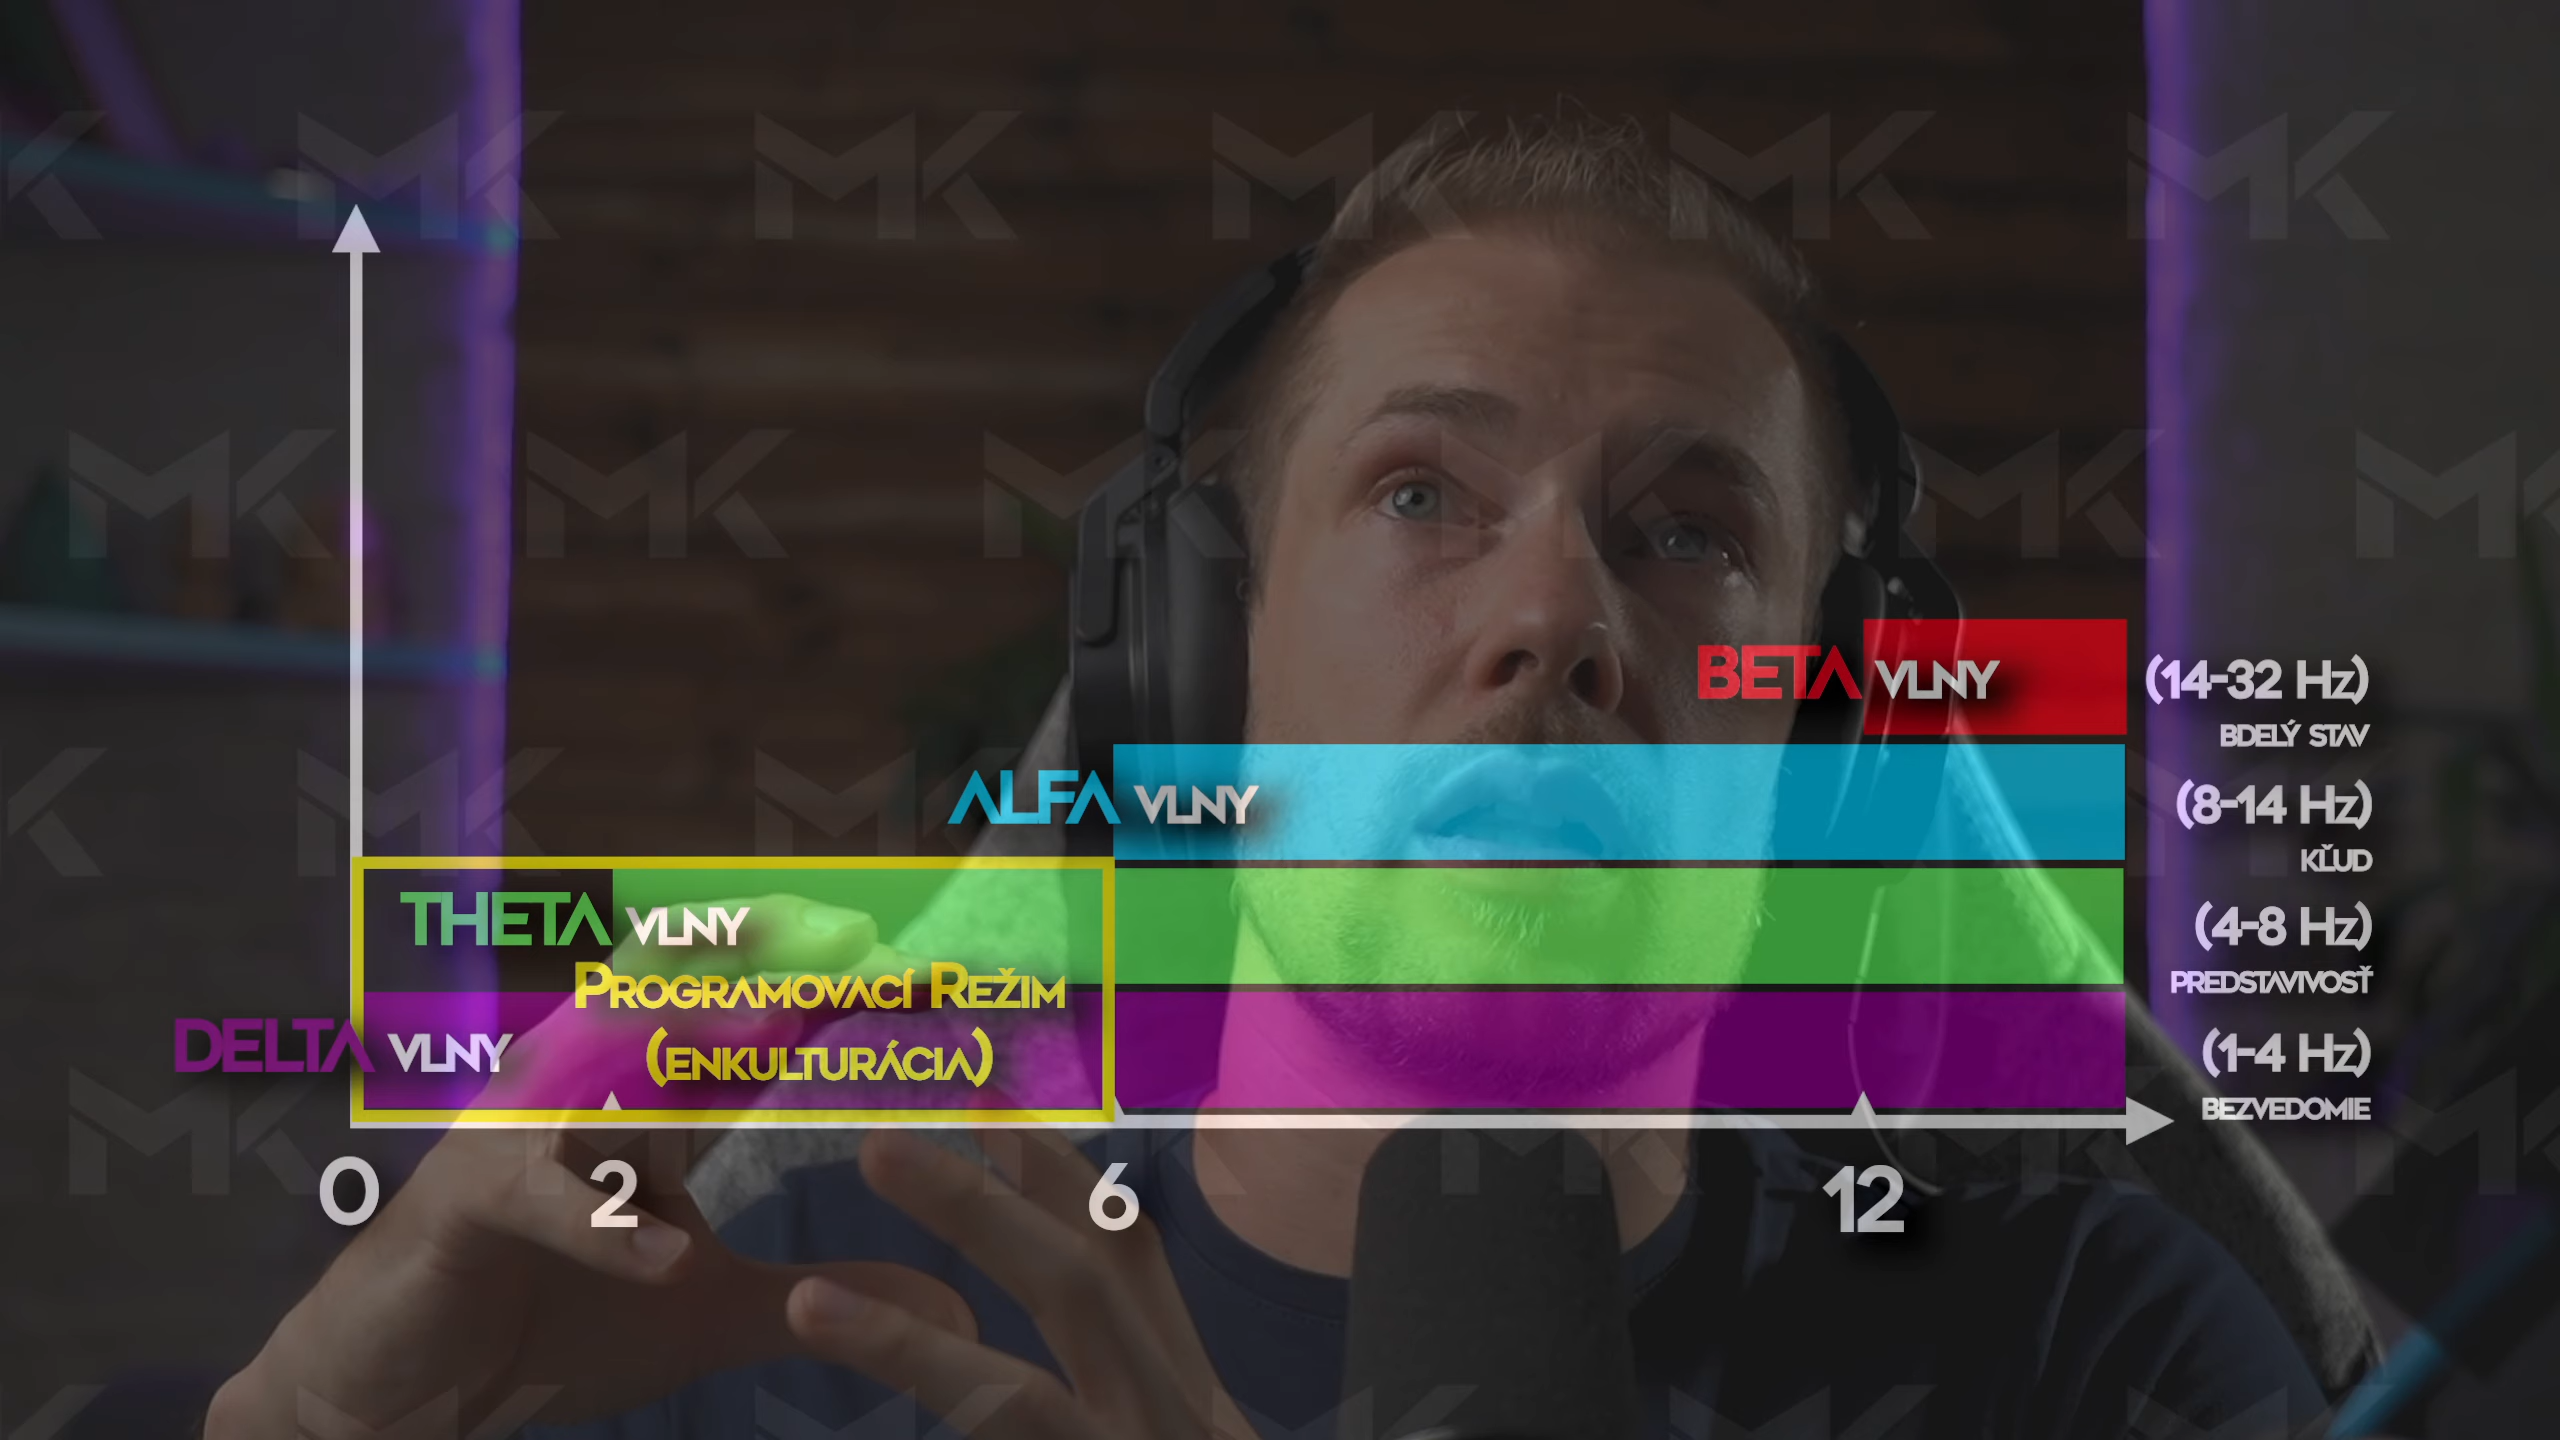 BETA VLNY (14-32 Hz)
BDELÝ STAV
ALFA VLNY (8-14 Hz)
KĽUD
THETA VLNY (4-8 Hz)
PREDSTAVIVOSŤ
PROGRAMOVACÍ REŽIM
(ENKULTURÁCIA)
DELTA VLNY (1-4 Hz)
BEZVEDOMIE
0 2 6 12
MK